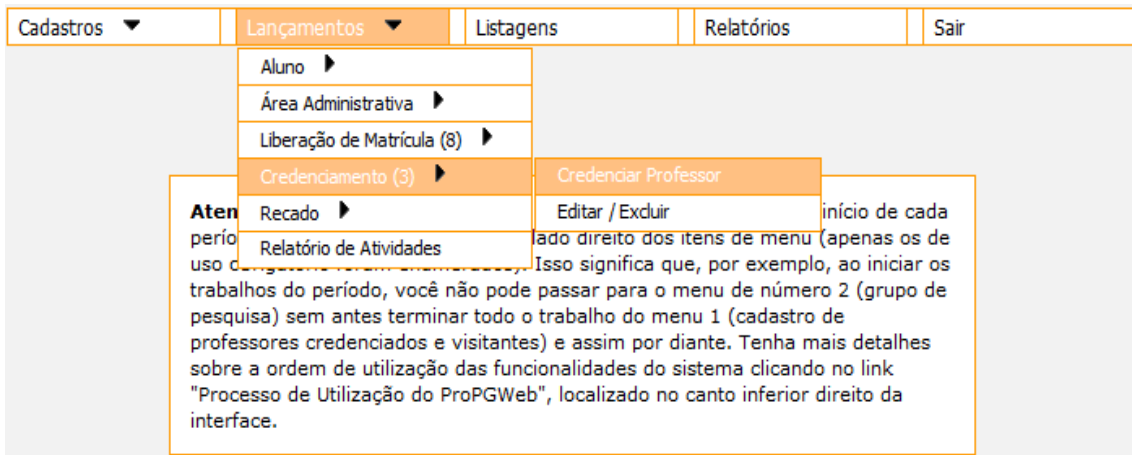 Cadastros Lançamentos Listagens Relatórios Sair
Aluno
Área Administrativa
Liberação de Matrícula (8)
Credenciamento (3) Credenciar Professor
Recado Editar / Excluir
Relatório de Atividades
início de cada
lado direito dos itens de menu (apenas os de
uso Isso significa que, por exemplo, ao iniciar os
trabalhos do período, você não pode passar para o menu de número 2 (grupo de
pesquisa) sem antes terminar todo o trabalho do menu 1 (cadastro de
professores credenciados e visitantes) e assim por diante. Tenha mais detalhes
sobre a ordem de utilização das funcionalidades do sistema clicando no link
"Processo de Utilização do ProPGWeb", localizado no canto inferior direito da
interface.